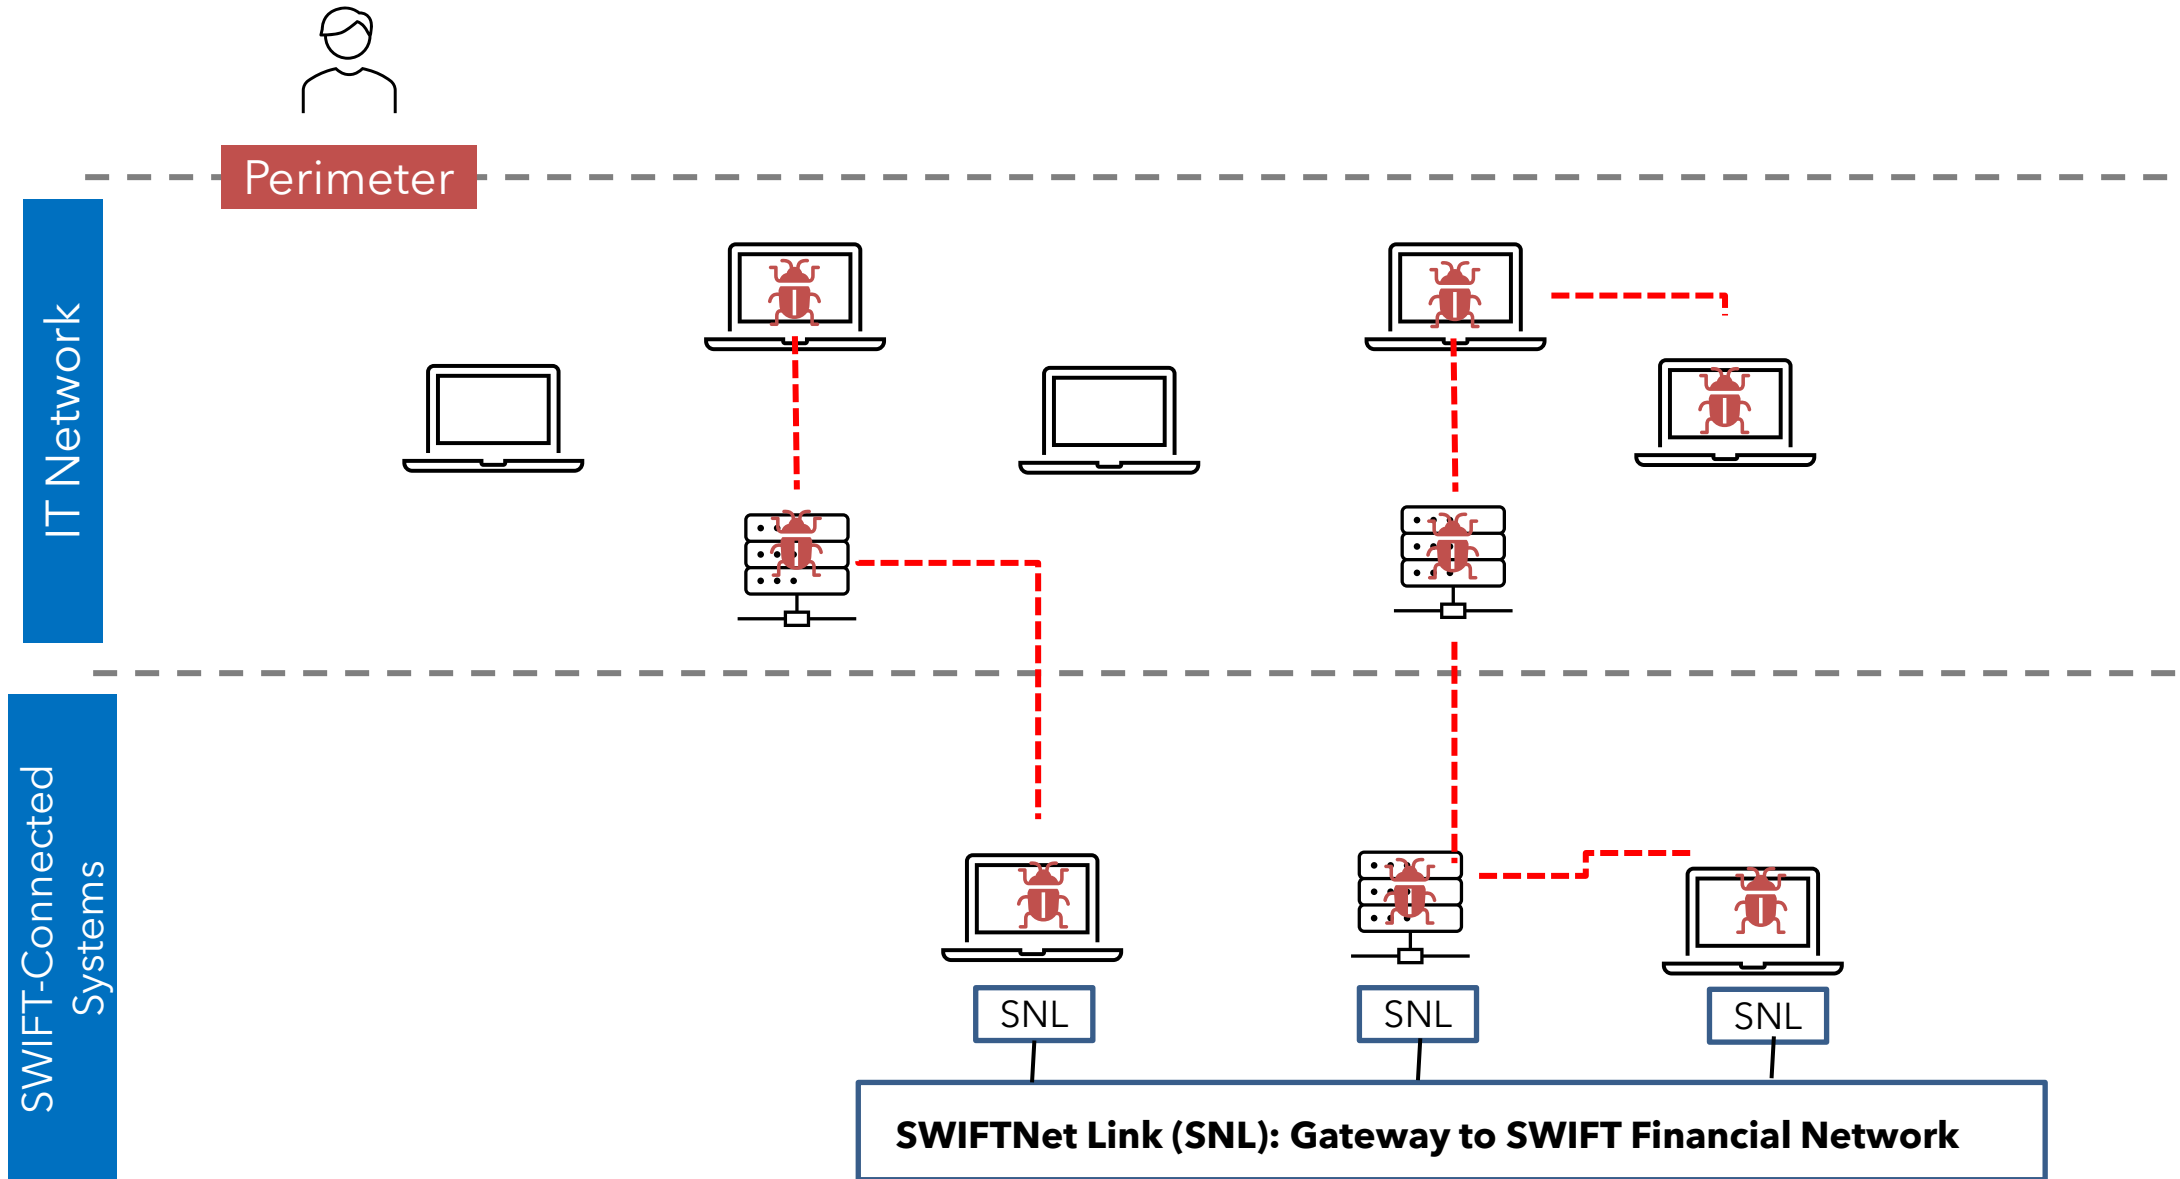 Perimeter
IT Network
SWIFT-Connected
Systems
SNL
SNL
SNL
SWIFTNet Link (SNL): Gateway to SWIFT Financial Network